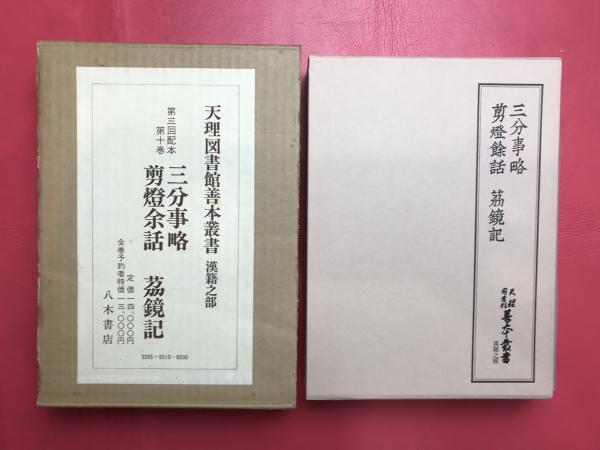 天理図書館善本叢書 漢籍之部
第三回配本
第十巻
三分事略
剪燈余話 茘鏡記
定価一四、〇〇〇円
全巻予約者特価一三、〇〇〇円
八木書店
3395-9310-8500
三分事略
剪燈餘話 茘鏡記
天理
図書館
善本叢書
漢籍之部